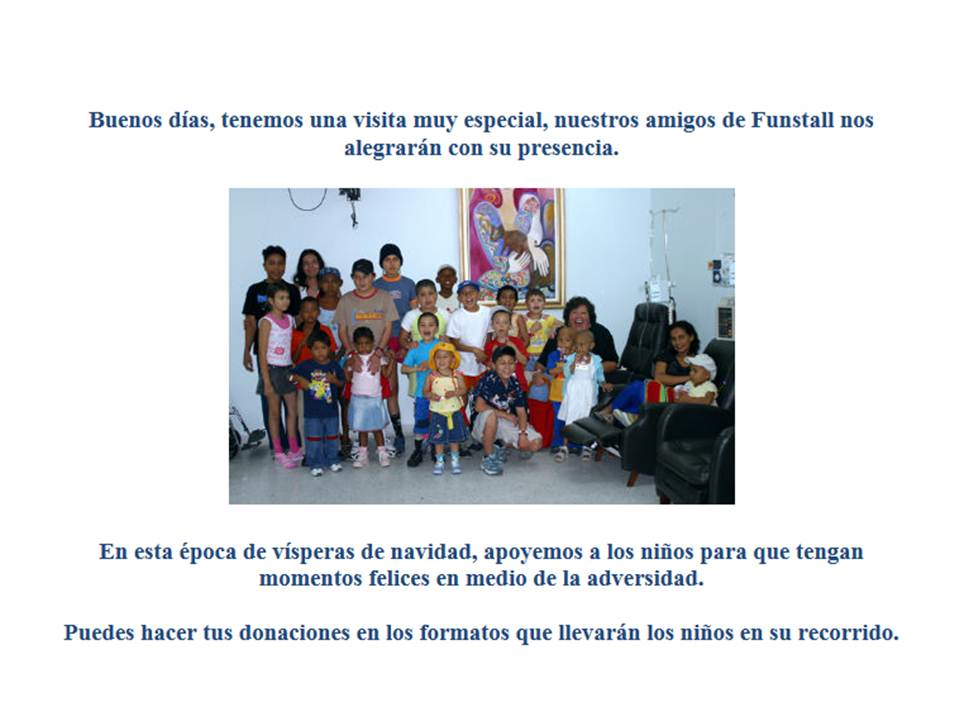 Buenos días, tenemos una visita muy especial, nuestros amigos de Funstall nos
alegrarán con su presencia.
En esta época de vísperas de navidad, apoyemos a los niños para que tengan
momentos felices en medio de la adversidad.
Puedes hacer tus donaciones en los formatos que llevarán los niños en su recorrido.